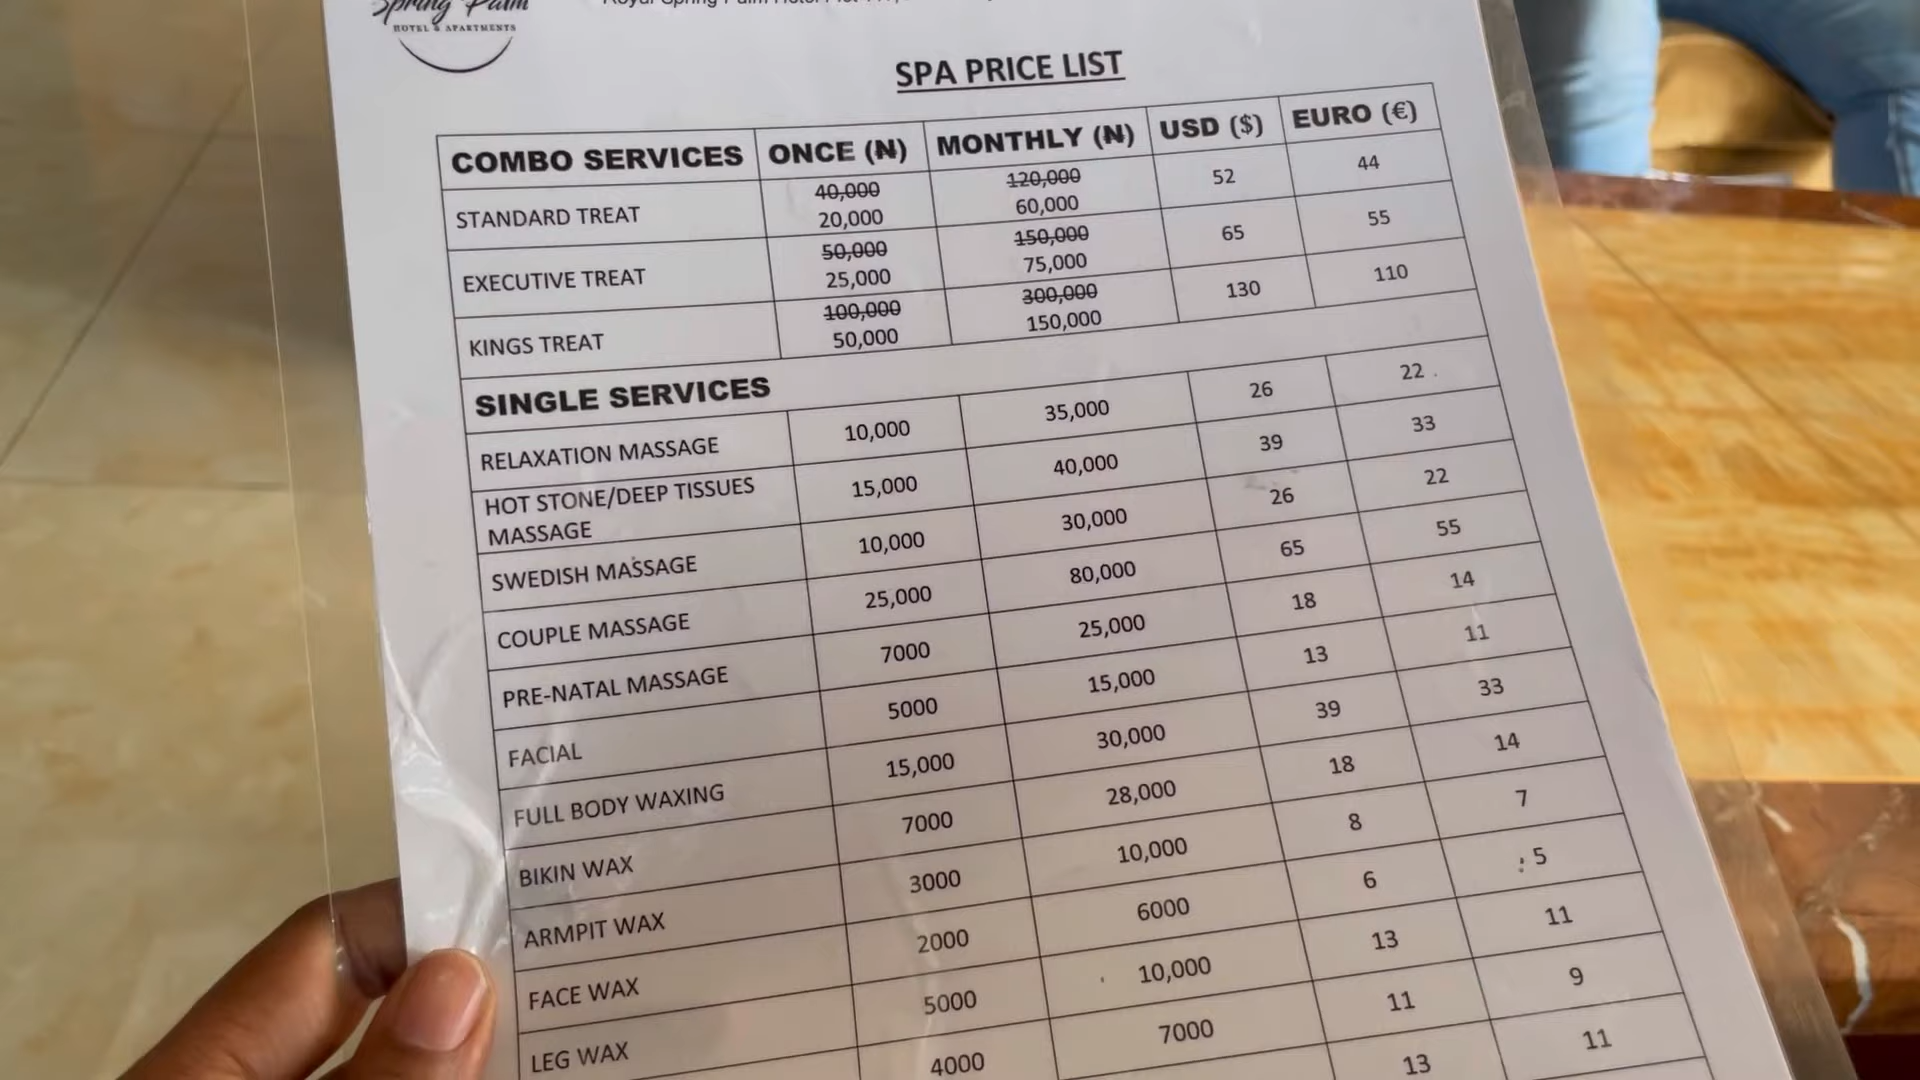 Spring Palm
HOTEL & APARTMENTS
Royal Spring Palm Hotel
SPA PRICE LIST
COMBO SERVICES ONCE (₦) MONTHLY (₦) USD ($) EURO (€)
STANDARD TREAT 40,000 20,000 120,000 60,000 52 44
EXECUTIVE TREAT 50,000 25,000 150,000 75,000 65 55
KINGS TREAT 100,000 50,000 300,000 150,000 130 110
SINGLE SERVICES
RELAXATION MASSAGE 10,000 35,000 26 22
HOT STONE/DEEP TISSUES MASSAGE 15,000 40,000 39 33
SWEDISH MASSAGE 10,000 30,000 26 22
COUPLE MASSAGE 25,000 80,000 65 55
PRE-NATAL MASSAGE 7000 25,000 18 14
FACIAL 5000 15,000 13 11
FULL BODY WAXING 15,000 30,000 39 33
BIKIN WAX 7000 28,000 18 14
ARMPIT WAX 3000 10,000 8 7
FACE WAX 2000 6000 6 5
LEG WAX 5000 10,000 13 11
4000 7000 11 9
13 11